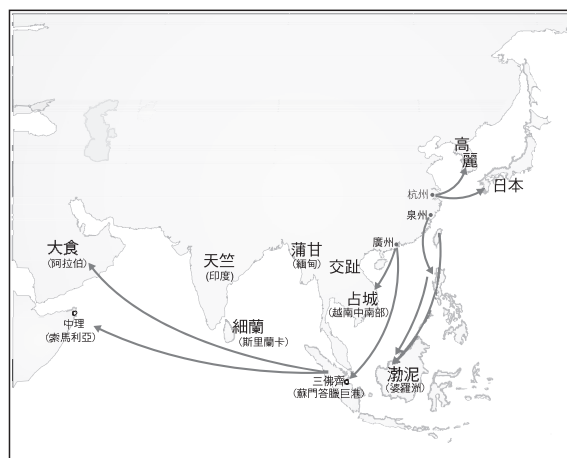 高
麗
日本
杭州
泉州
廣州
大食
(阿拉伯)
天竺
(印度)
蒲甘
(緬甸)
交趾
占城
(越南中南部)
中理
(索馬利亞)
細蘭
(斯里蘭卡)
三佛齊
(蘇門答臘巨港)
渤泥
(婆羅洲)